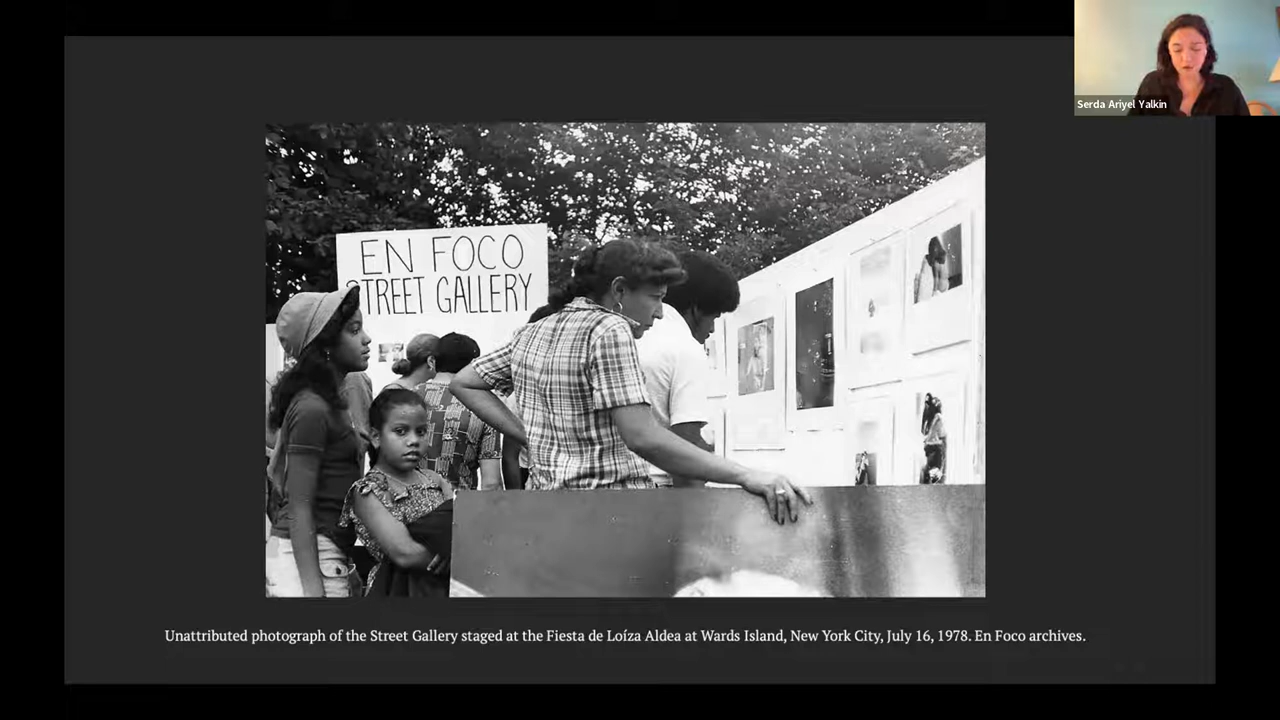 Serda Ariyel Yalkin
EN FOCO
STREET GALLERY
Unattributed photograph of the Street Gallery staged at the Fiesta de Loíza Aldea at Wards Island, New York City, July 16, 1978. En Foco archives.